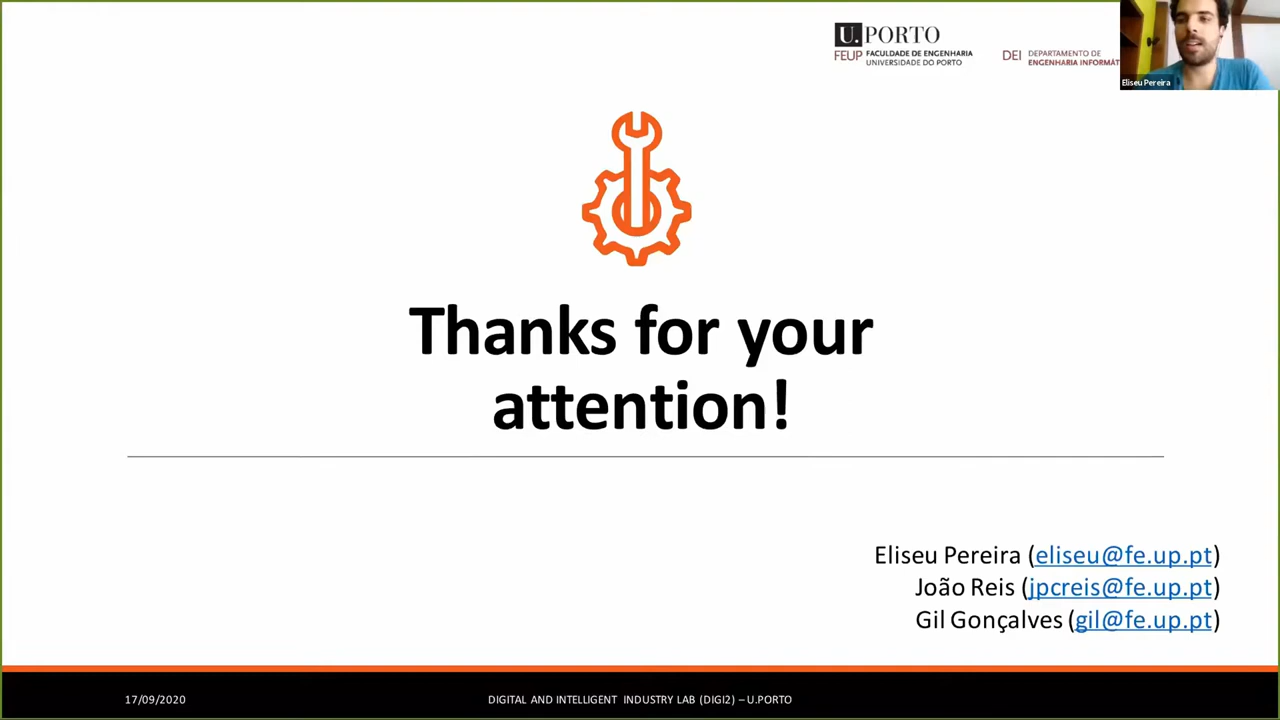 U.PORTO
FEUP FACULDADE DE ENGENHARIA
UNIVERSIDADE DO PORTO
DEI DEPARTAMENTO DE
ENGENHARIA INFORMÁT
Eliseu Pereira
Thanks for your
attention!
Eliseu Pereira (eliseu@fe.up.pt)
João Reis (jpcreis@fe.up.pt)
Gil Gonçalves (gil@fe.up.pt)
17/09/2020
DIGITAL AND INTELLIGENT INDUSTRY LAB (DIGI2) – U.PORTO